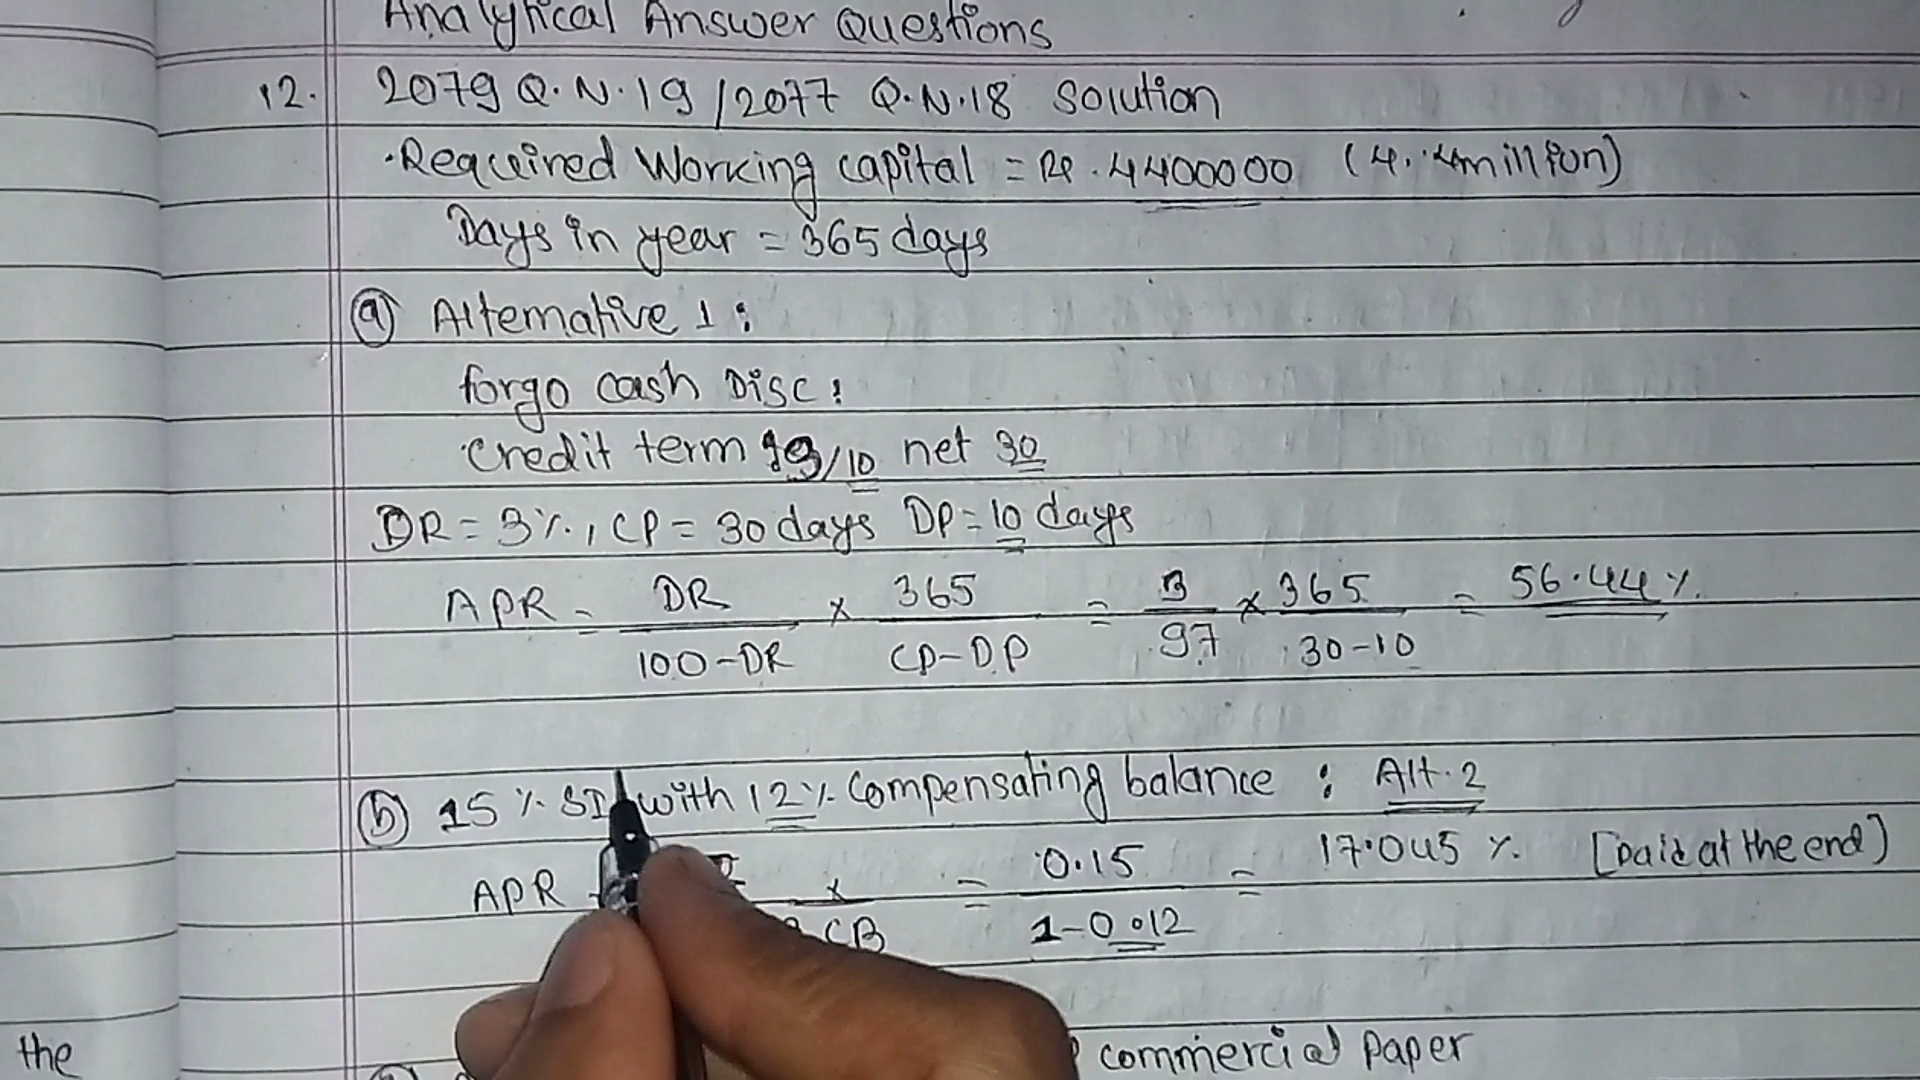 Analytical Answer Questions
12. 2079 Q.N.19 / 2077 Q.N.18 Solution
Required Working capital = Rs.4400000 (4.4million)
Days in year = 365 days
(a) Alternative 1 :
forgo cash Disc :
Credit term 3/10 net 30
DR = 3%, CP = 30 days DP = 10 days
APR = DR / 100-DR × 365 / CP-DP = 3 / 97 × 365 / 30-10 = 56.44%
(b) 15% SD with 12% Compensating balance : Alt.2
APR = CB = 0.15 / 1-0.12 = 17.045 % [Paid at the end]
the
commercial paper